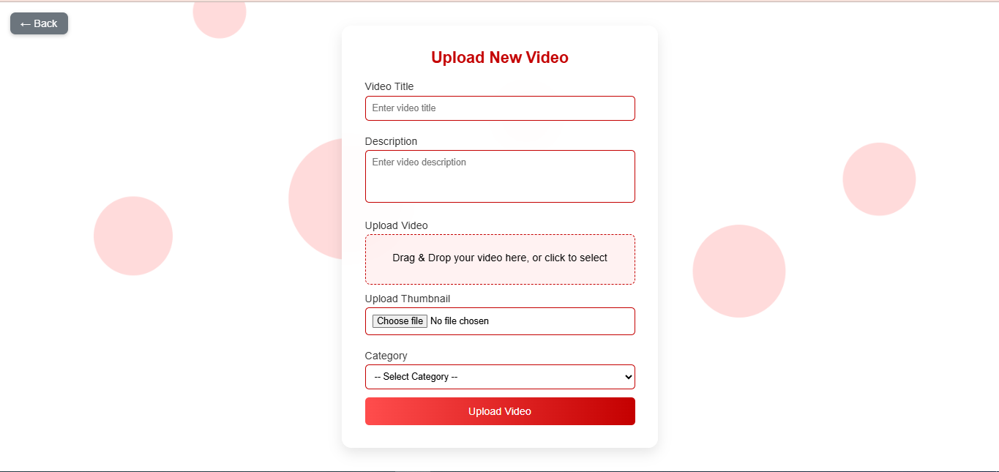 ← Back
Upload New Video
Video Title
Enter video title
Description
Enter video description
Upload Video
Drag & Drop your video here, or click to select
Upload Thumbnail
Choose file No file chosen
Category
-- Select Category --
Upload Video